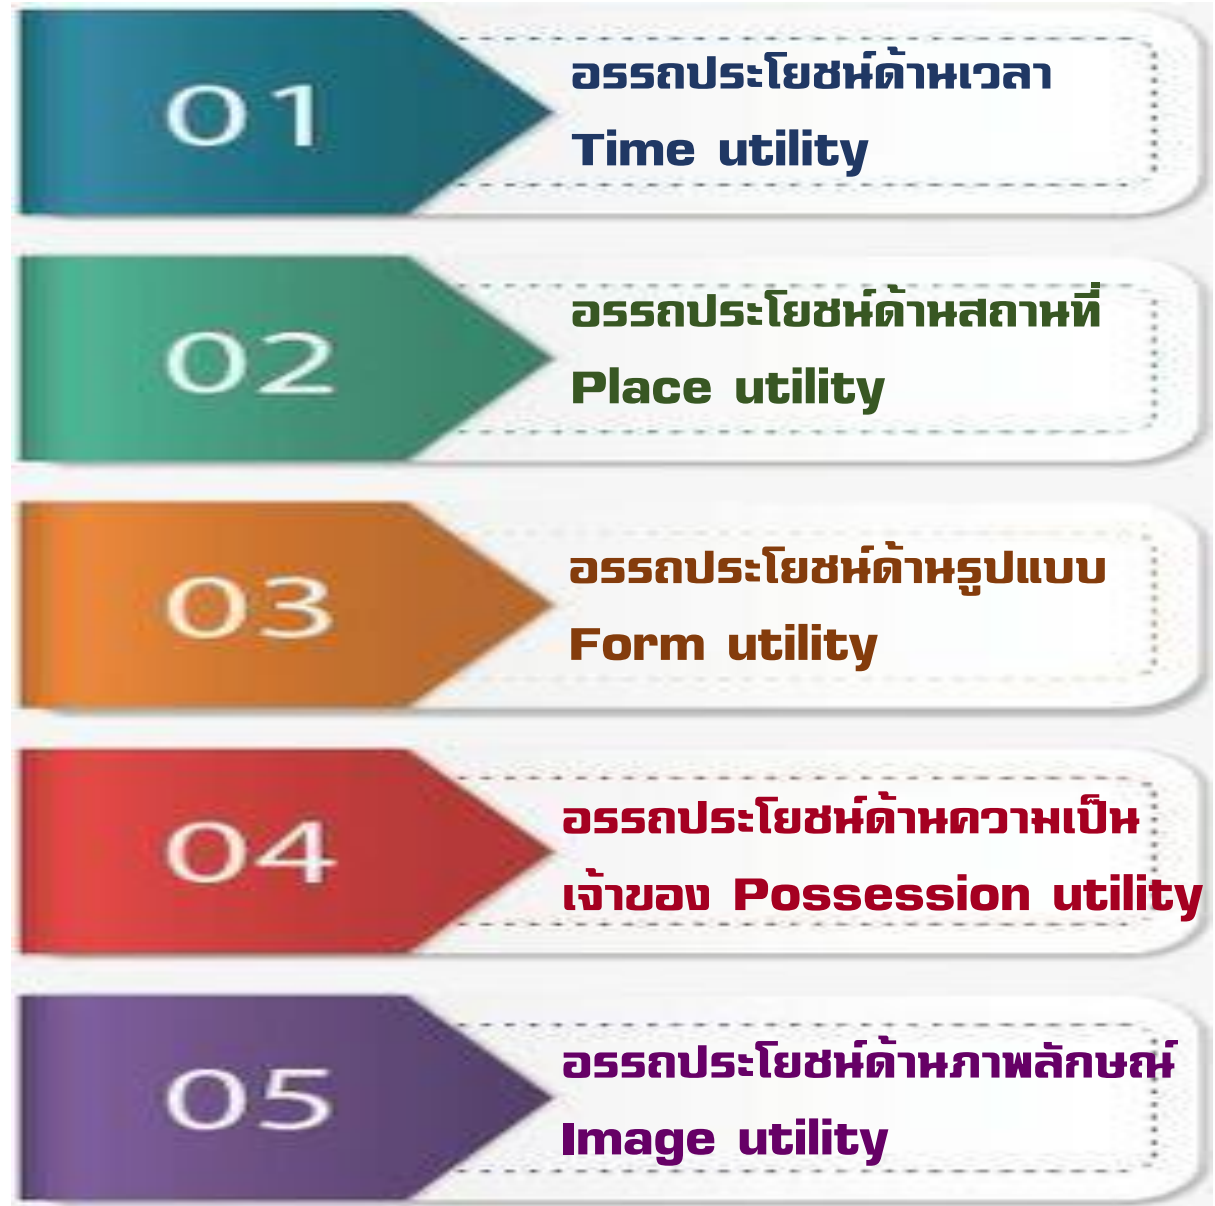 01
อรรถประโยชน์ด้านเวลา
Time utility
02
อรรถประโยชน์ด้านสถานที่
Place utility
03
อรรถประโยชน์ด้านรูปแบบ
Form utility
04
อรรถประโยชน์ด้านความเป็น
เจ้าของ Possession utility
05
อรรถประโยชน์ด้านภาพลักษณ์
Image utility